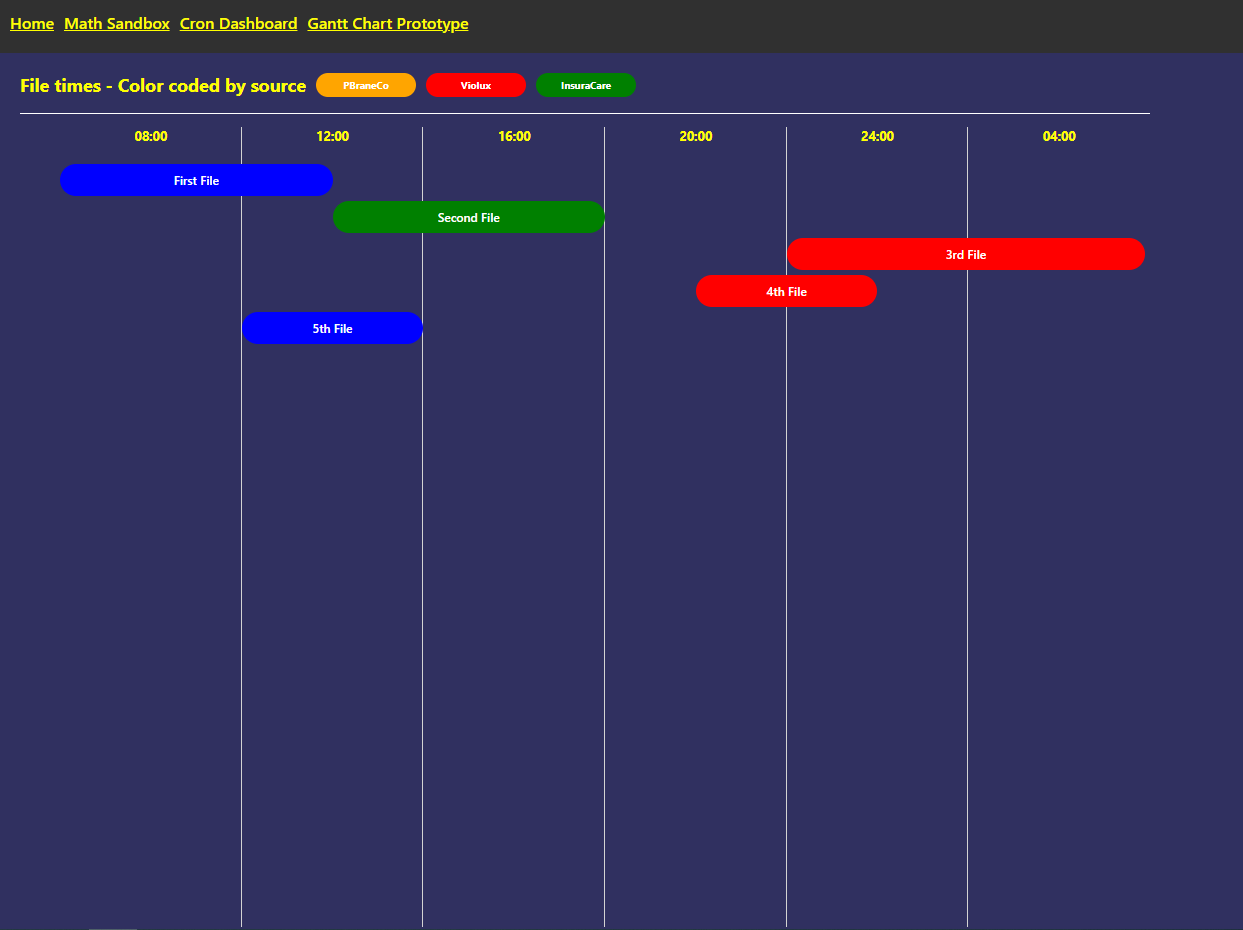 Home Math Sandbox Cron Dashboard Gantt Chart Prototype
File times - Color coded by source PBraneCo Violux InsuraCare
08:00 12:00 16:00 20:00 24:00 04:00
First File
Second File
3rd File
4th File
5th File